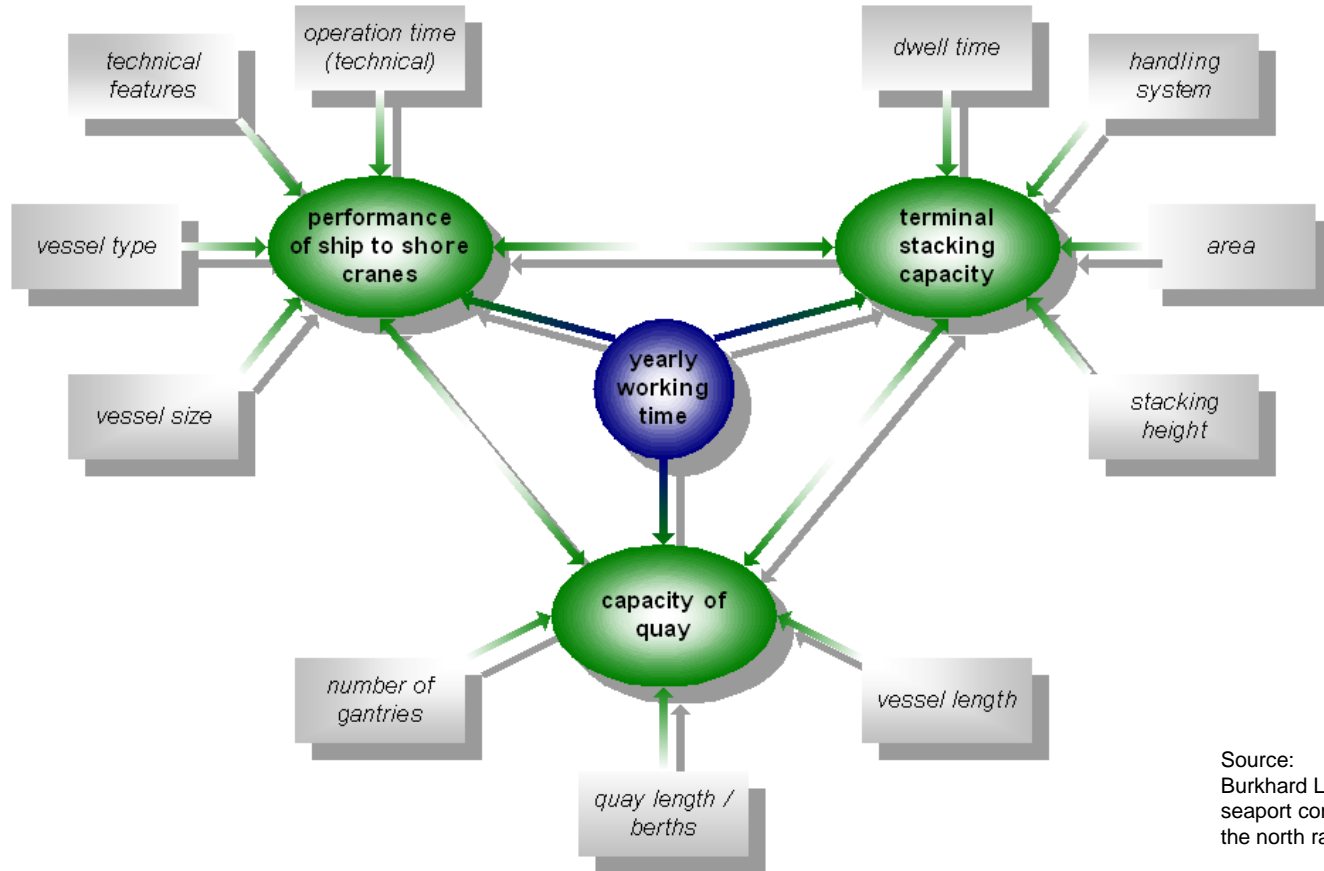 operation time
(technical)
dwell time
technical
features
handling
system
performance
of ship to shore
cranes
terminal
stacking
capacity
vessel type
area
yearly
working
time
vessel size
stacking
height
capacity of
quay
number of
gantries
vessel length
quay length /
berths
Source:
Burkhard L
seaport con
the north ra